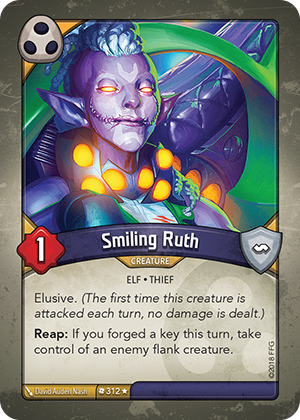 Smiling Ruth
CREATURE
1
ELF • THIEF
Elusive. (The first time this creature is
attacked each turn, no damage is dealt.)
Reap: If you forged a key this turn, take
control of an enemy flank creature.
David Auden Nash
312★
©2018 FFG